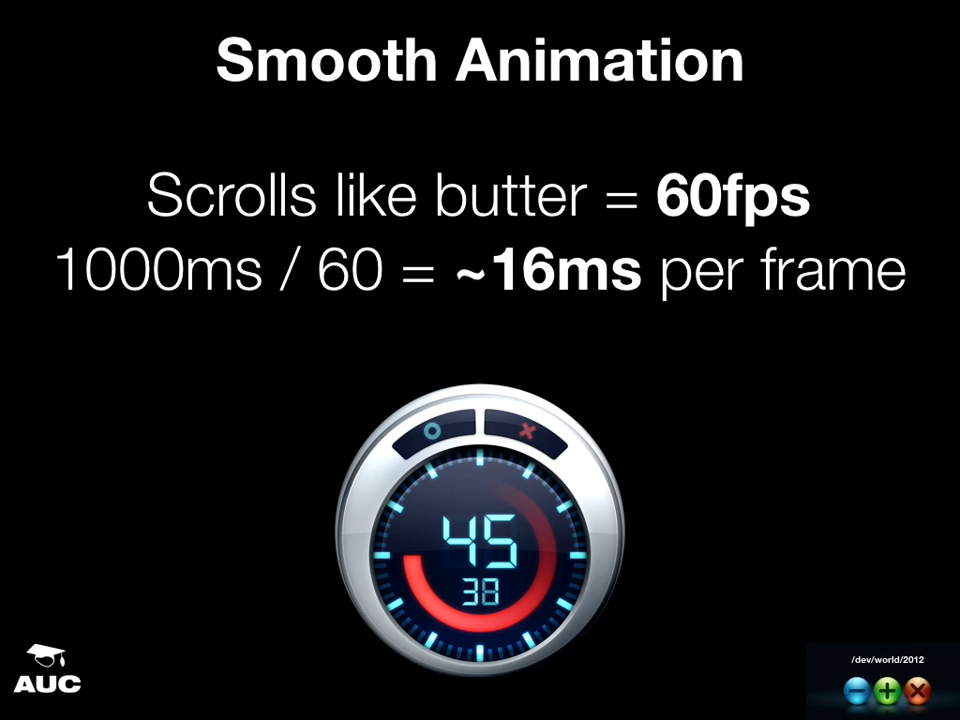 Smooth Animation
Scrolls like butter = 60fps
1000ms / 60 = ~16ms per frame
45
38
AUC
/dev/world/2012